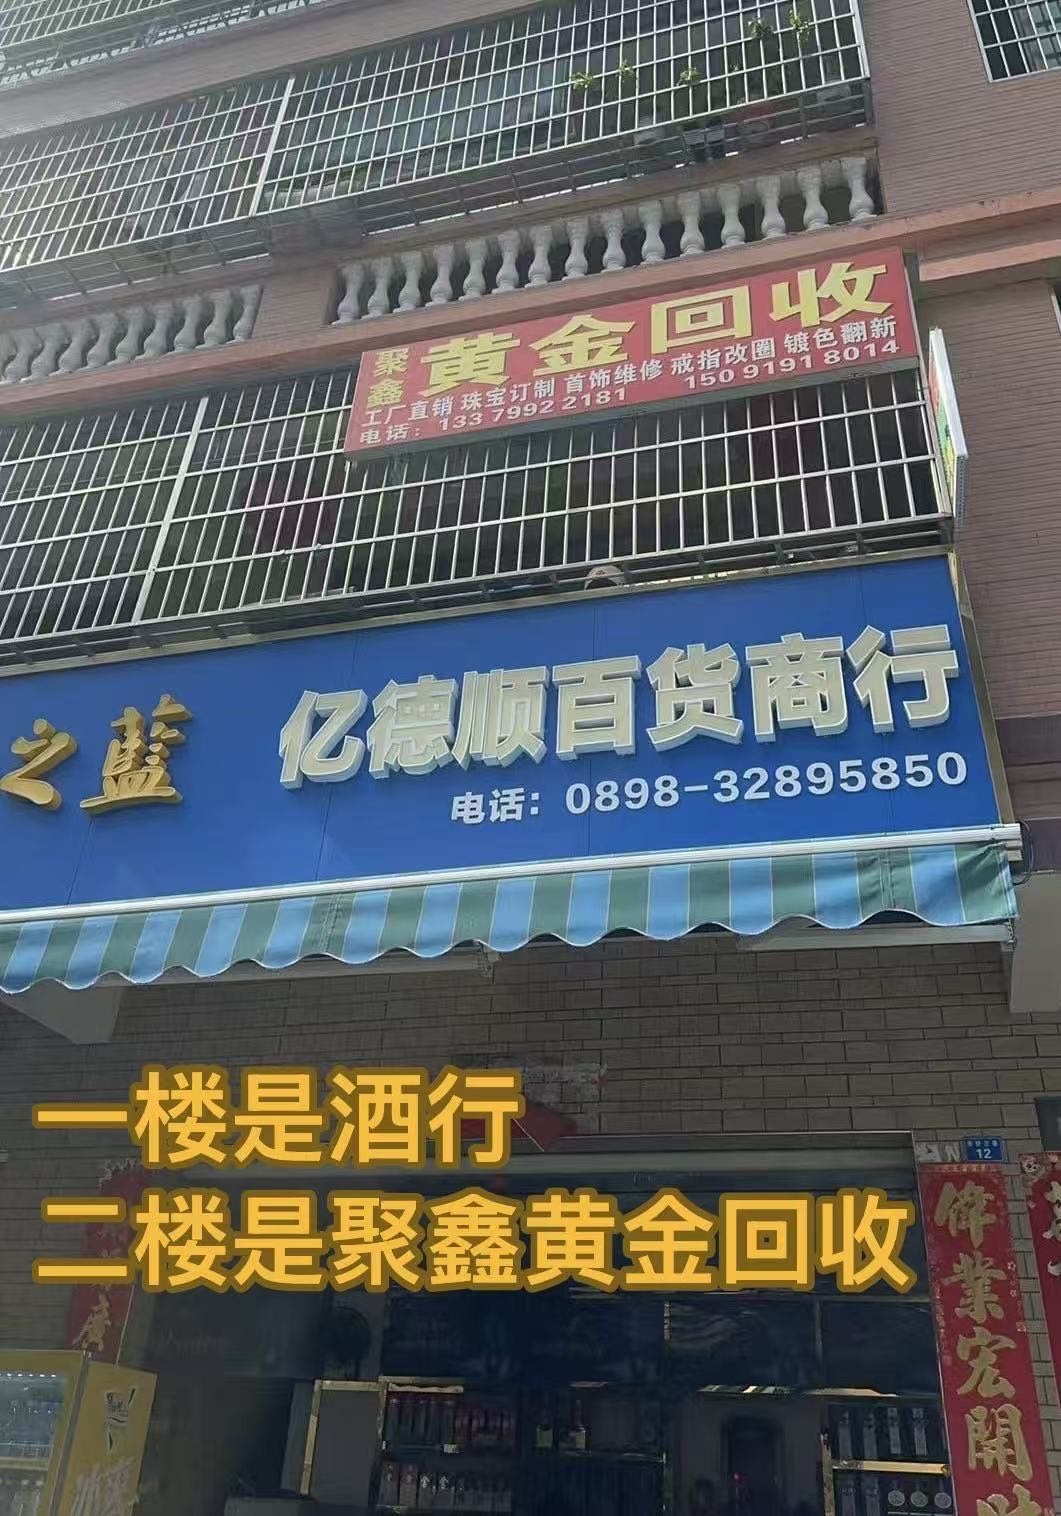 聚鑫
黄金回收
工厂直销 珠宝订制 首饰维修 戒指改圈 镀色翻新
电话：133 7992 2181
150 9191 8014
之藍
亿德顺百货商行
电话：0898-32895850
一楼是酒行
二楼是聚鑫黄金回收
12
偉業宏開財